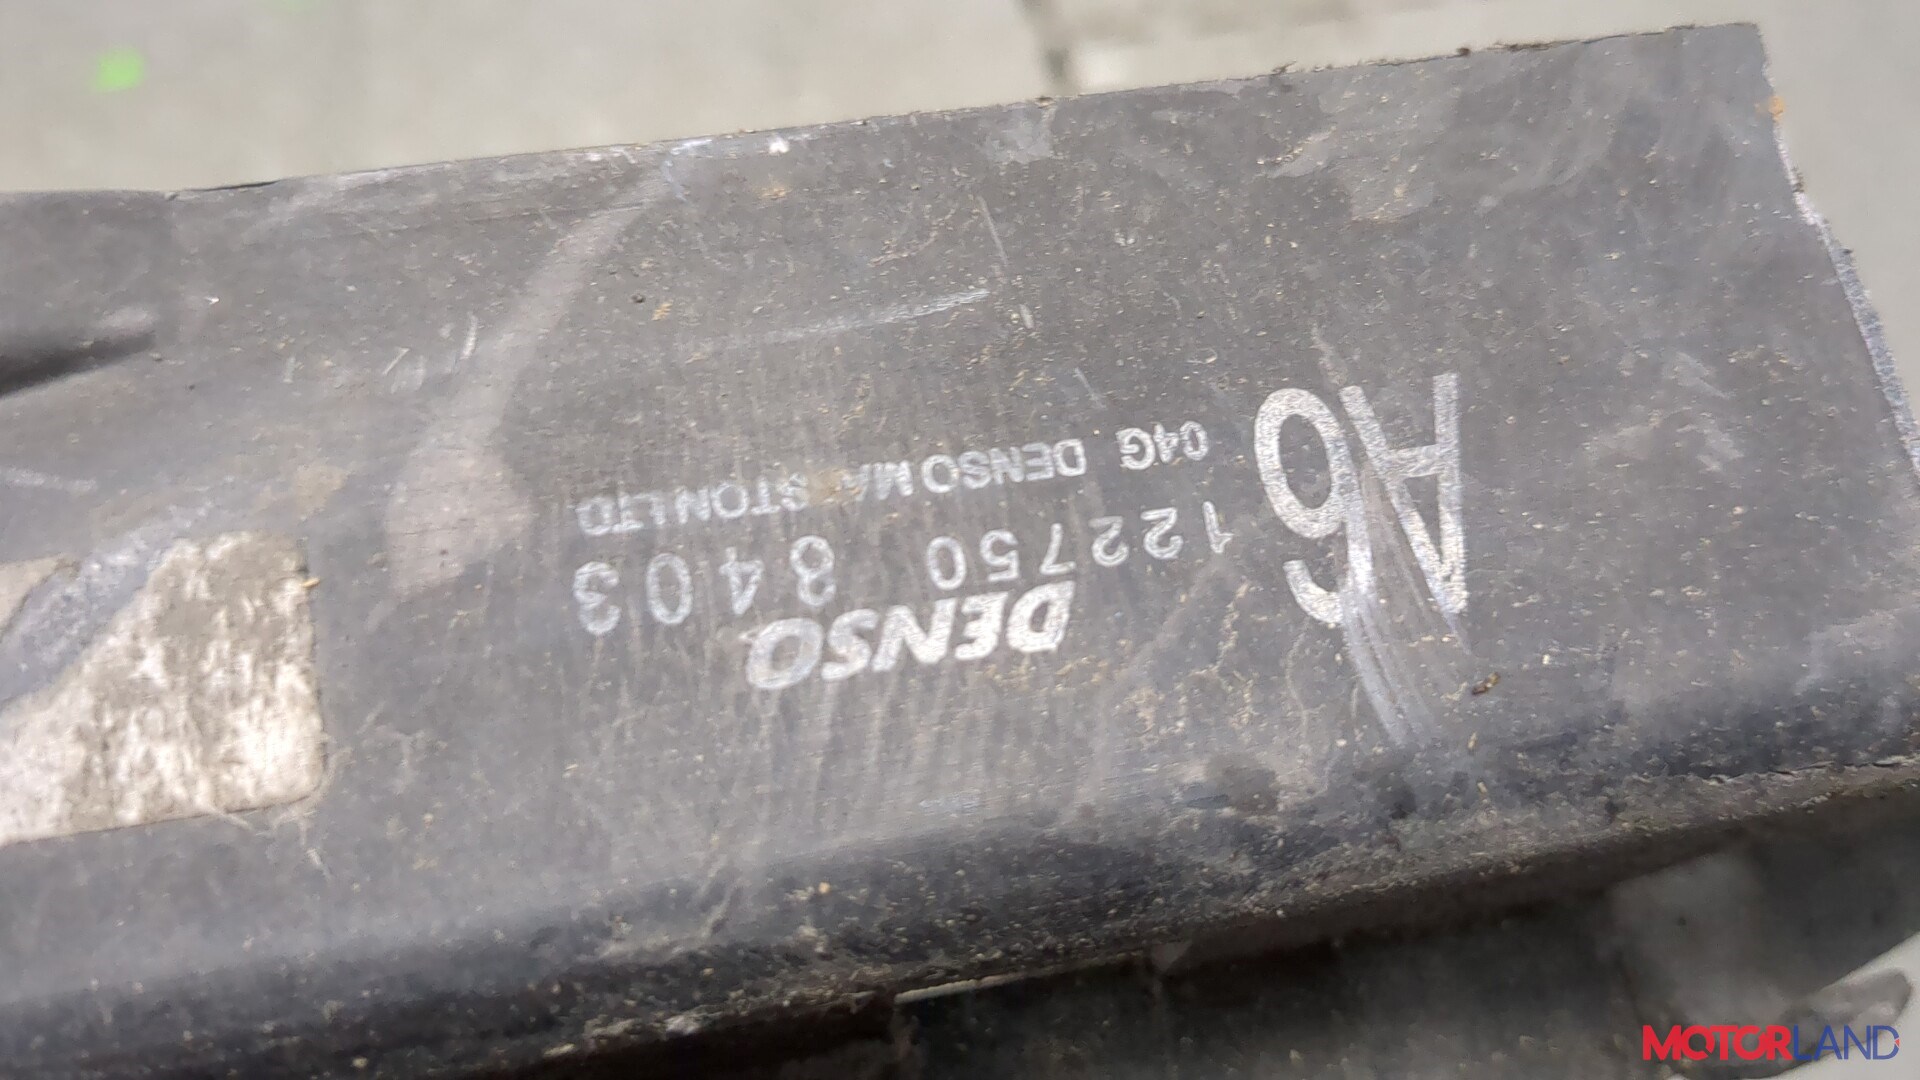 A6
DENSO
122750 8403
04G DENSO MA STON LTD
MOTORLAND